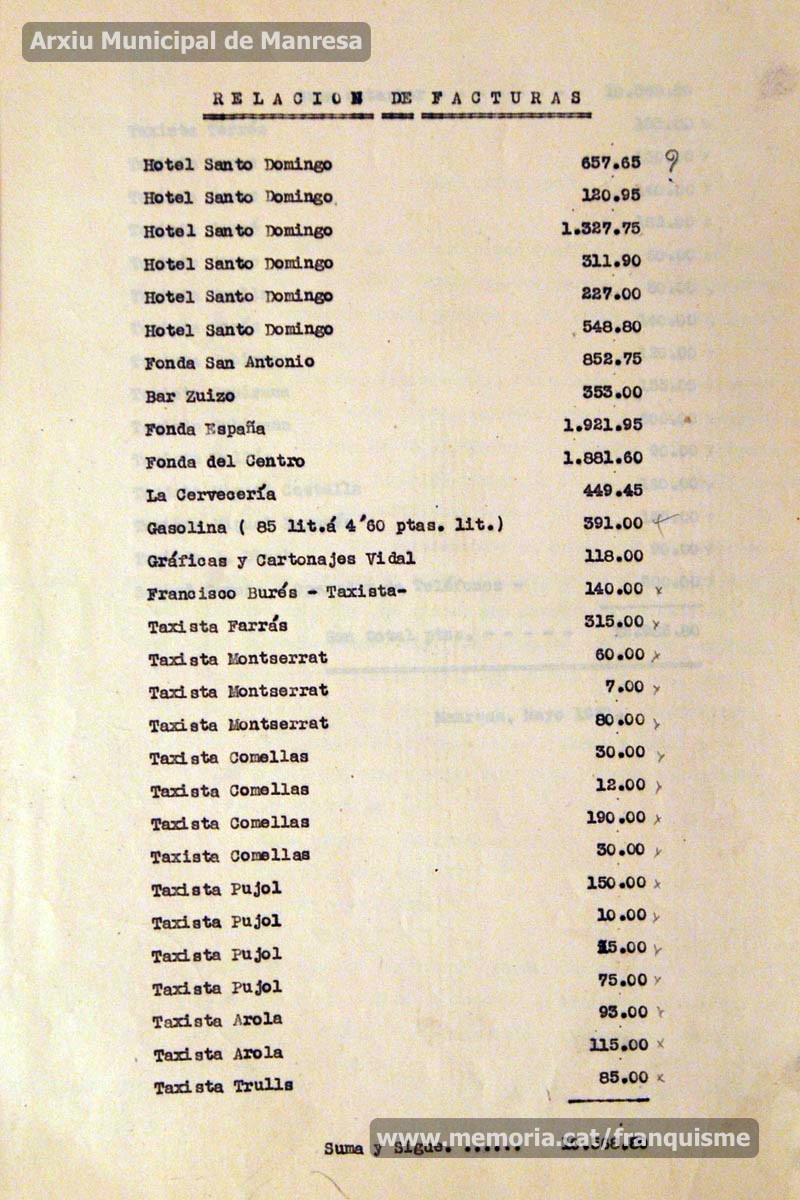 Arxiu Municipal de Manresa
RELACION DE FACTURAS
Hotel Santo Domingo 657.65 ?
Hotel Santo Domingo 120.95
Hotel Santo Domingo 1.327.75
Hotel Santo Domingo 311.90
Hotel Santo Domingo 227.00
Hotel Santo Domingo 548.80
Fonda San Antonio 852.75
Bar Zuizo 353.00
Fonda España 1.921.95
Fonda del Centro 1.881.60
La Cervecería 449.45
Gasolina ( 85 lit.á 4'60 ptas. lit.) 391.00
Gráficas y Cartonajes Vidal 118.00
Francisco Burés - Taxista- 140.00 x
Taxista Farrás 315.00 x
Taxista Montserrat 60.00 x
Taxista Montserrat 7.00 x
Taxista Montserrat 80.00 x
Taxista Comellas 30.00 x
Taxista Comellas 12.00 x
Taxista Comellas 190.00 x
Taxista Comellas 30.00 x
Taxista Pujol 150.00 x
Taxista Pujol 10.00 x
Taxista Pujol 15.00 x
Taxista Pujol 75.00 x
Taxista Arola 93.00 x
Taxista Arola 115.00 x
Taxista Trulls 85.00 x
Suma y Sigue. ...... 10.568.80
www.memoria.cat/franquisme